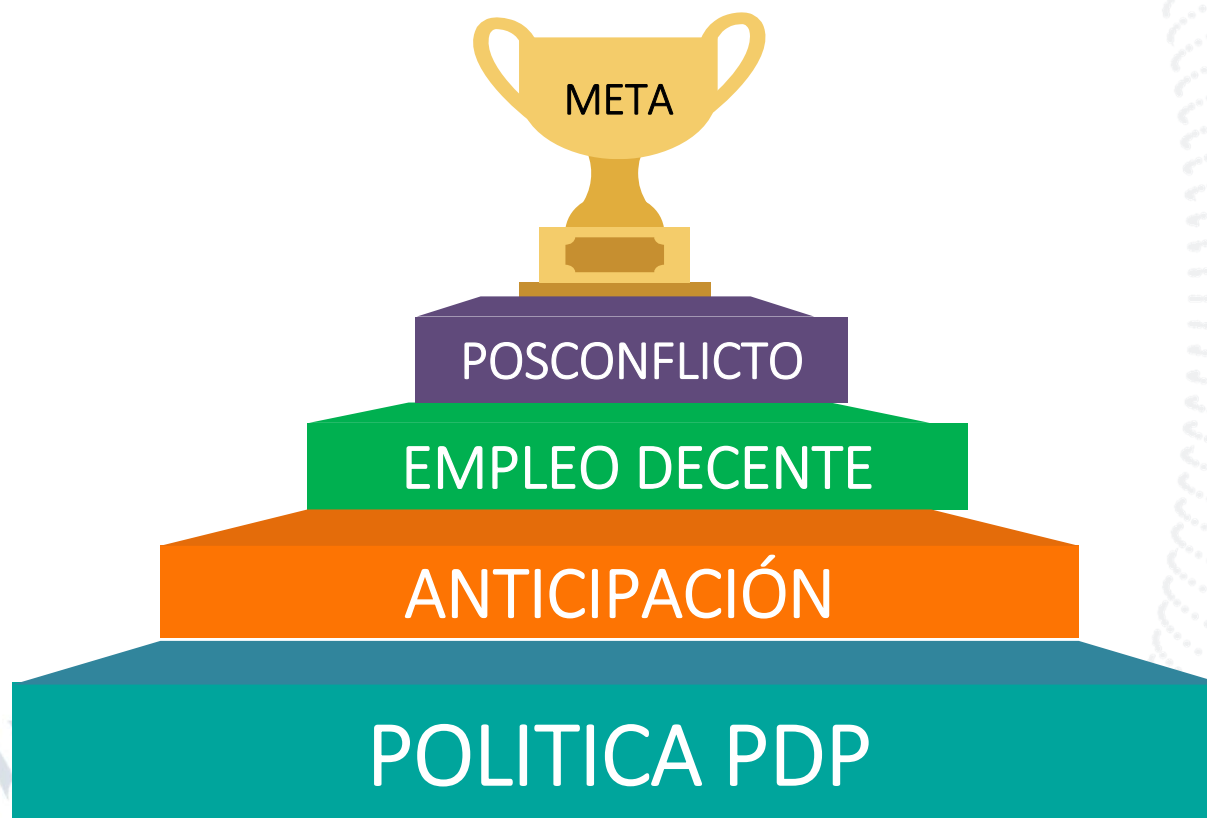 META
POSCONFLICTO
EMPLEO DECENTE
ANTICIPACIÓN
POLITICA PDP